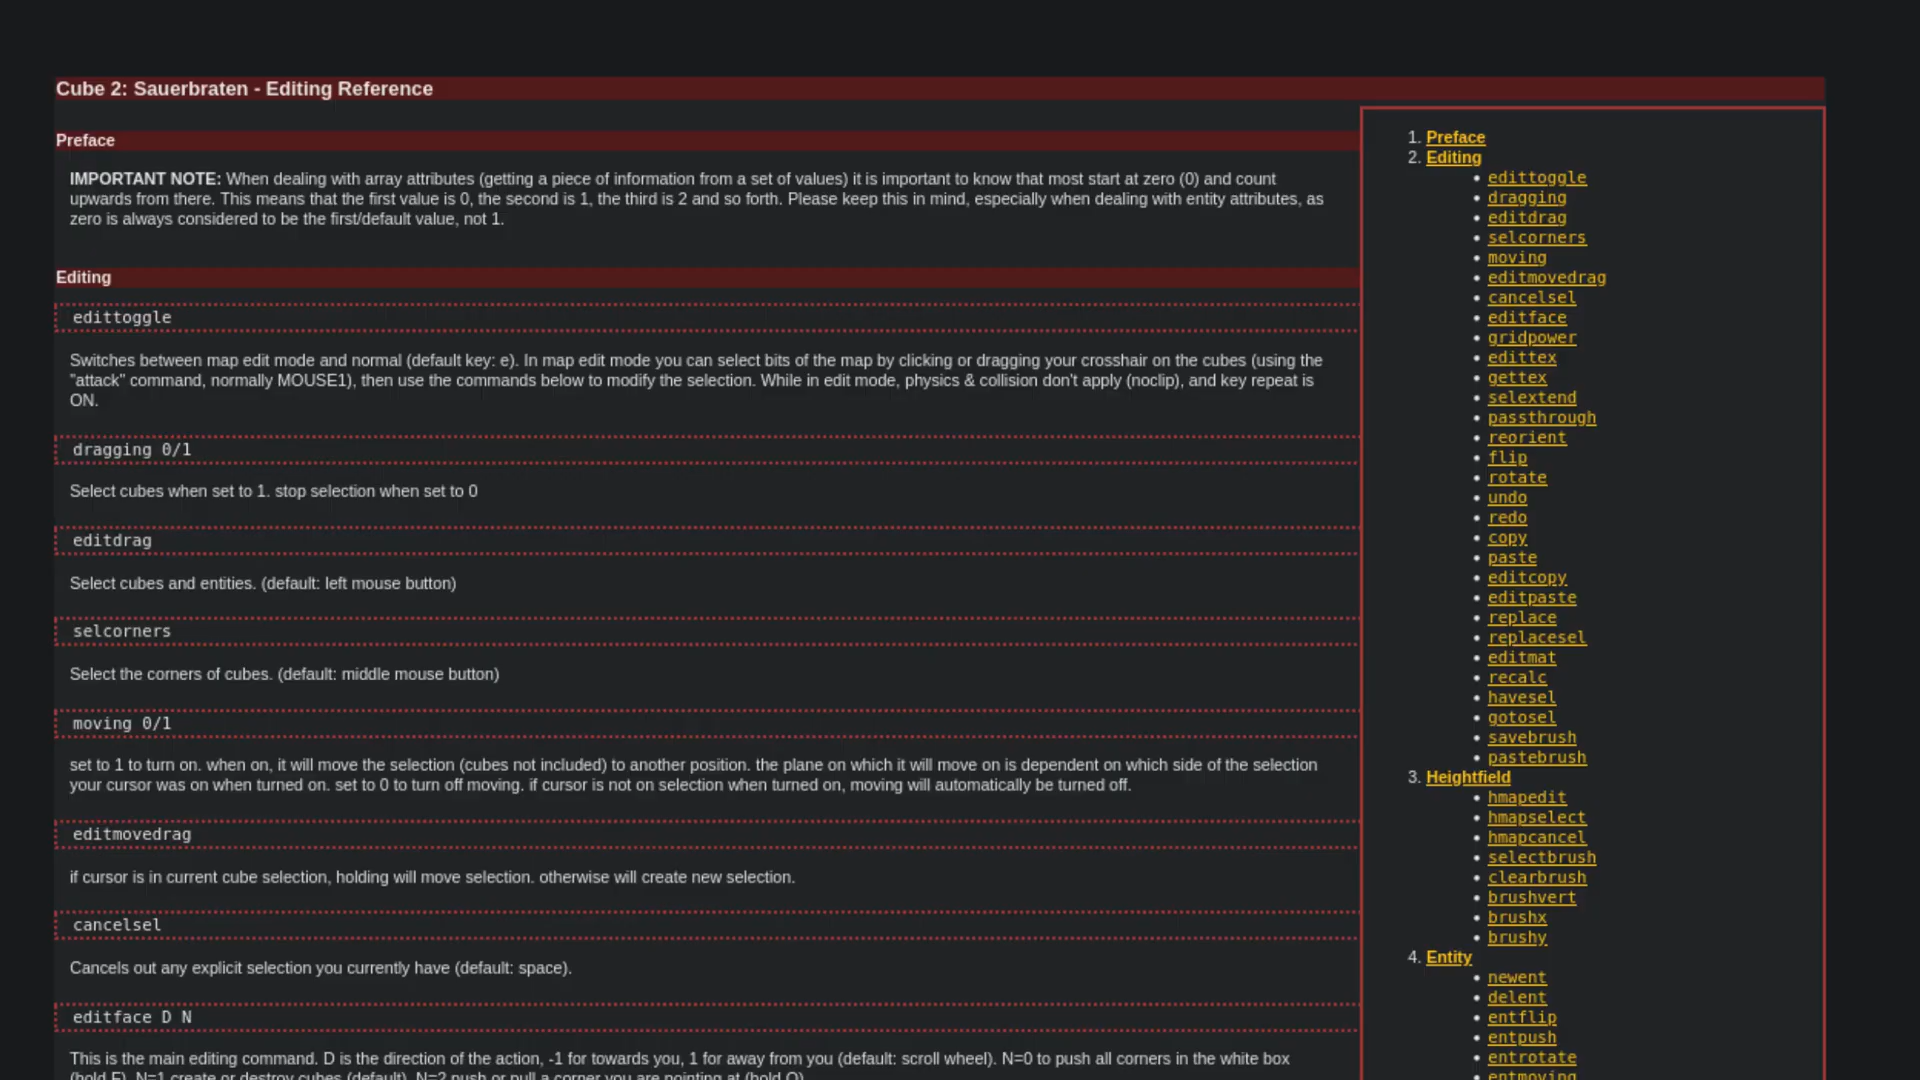 Cube 2: Sauerbraten - Editing Reference
Preface
IMPORTANT NOTE: When dealing with array attributes (getting a piece of information from a set of values) it is important to know that most start at zero (0) and count
upwards from there. This means that the first value is 0, the second is 1, the third is 2 and so forth. Please keep this in mind, especially when dealing with entity attributes, as
zero is always considered to be the first/default value, not 1.
Editing
edittoggle
Switches between map edit mode and normal (default key: e). In map edit mode you can select bits of the map by clicking or dragging your crosshair on the cubes (using the
"attack" command, normally MOUSE1), then use the commands below to modify the selection. While in edit mode, physics & collision don't apply (noclip), and key repeat is
ON.
dragging 0/1
Select cubes when set to 1. stop selection when set to 0
editdrag
Select cubes and entities. (default: left mouse button)
selcorners
Select the corners of cubes. (default: middle mouse button)
moving 0/1
set to 1 to turn on. when on, it will move the selection (cubes not included) to another position. the plane on which it will move on is dependent on which side of the selection
your cursor was on when turned on. set to 0 to turn off moving. if cursor is not on selection when turned on, moving will automatically be turned off.
editmovedrag
if cursor is in current cube selection, holding will move selection. otherwise will create new selection.
cancelsel
Cancels out any explicit selection you currently have (default: space).
editface D N
This is the main editing command. D is the direction of the action, -1 for towards you, 1 for away from you (default: scroll wheel). N=0 to push all corners in the white box
(hold F). N=1 create or destroy cubes (default). N=2 push or pull a corner you are pointing at (hold Q).
1. Preface
2. Editing
• edittoggle
• dragging
• editdrag
• selcorners
• moving
• editmovedrag
• cancelsel
• editface
• gridpower
• edittex
• gettex
• selextend
• passthrough
• reorient
• flip
• rotate
• undo
• redo
• copy
• paste
• editcopy
• editpaste
• replace
• replacesel
• editmat
• recalc
• havesel
• gotosel
• savebrush
• pastebrush
3. Heightfield
• hmapedit
• hmapselect
• hmapcancel
• selectbrush
• clearbrush
• brushvert
• brushx
• brushy
4. Entity
• newent
• delent
• entflip
• entpush
• entrotate
• entmoving